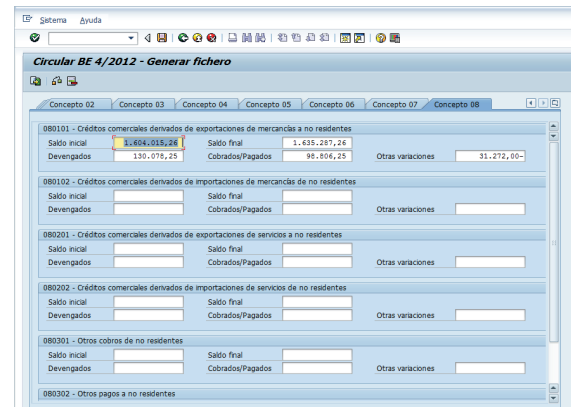 Sistema Ayuda
Circular BE 4/2012 - Generar fichero
Concepto 02 Concepto 03 Concepto 04 Concepto 05 Concepto 06 Concepto 07 Concepto 08
080101 - Créditos comerciales derivados de exportaciones de mercancías a no residentes
Saldo inicial 1.604.015,26 Saldo final 1.635.287,26
Devengados 130.078,25 Cobrados/Pagados 98.806,25 Otras variaciones 31.272,00-
080102 - Créditos comerciales derivados de importaciones de mercancías de no residentes
Saldo inicial Saldo final
Devengados Cobrados/Pagados Otras variaciones
080201 - Créditos comerciales derivados de exportaciones de servicios a no residentes
Saldo inicial Saldo final
Devengados Cobrados/Pagados Otras variaciones
080202 - Créditos comerciales derivados de importaciones de servicios de no residentes
Saldo inicial Saldo final
Devengados Cobrados/Pagados Otras variaciones
080301 - Otros cobros de no residentes
Saldo inicial Saldo final
Devengados Cobrados/Pagados Otras variaciones
080302 - Otros pagos a no residentes